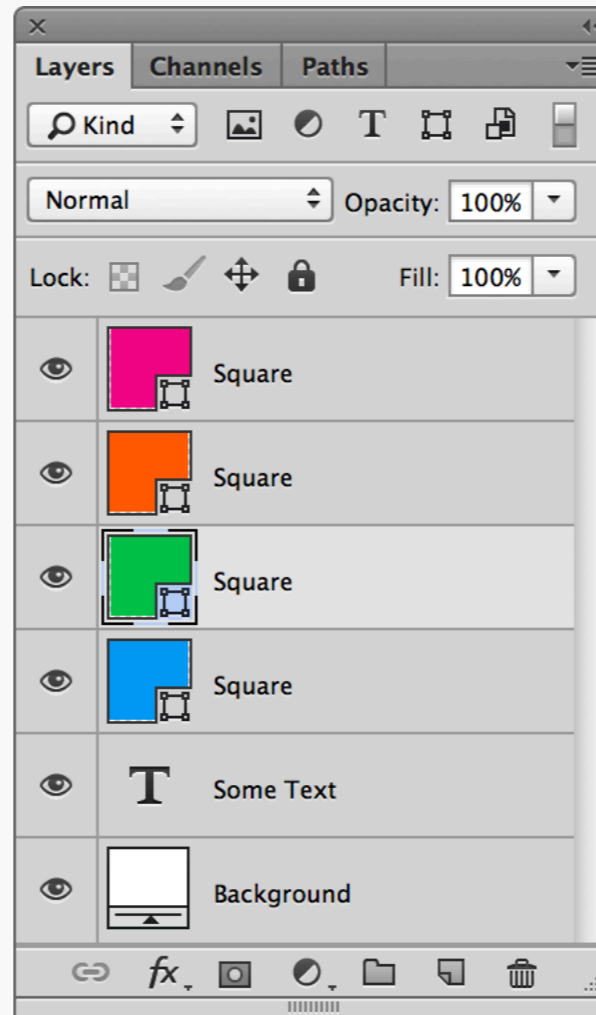 Layers Channels Paths
Kind T
Normal Opacity: 100%
Lock: Fill: 100%
Square
Square
Square
Square
T Some Text
Background
fx